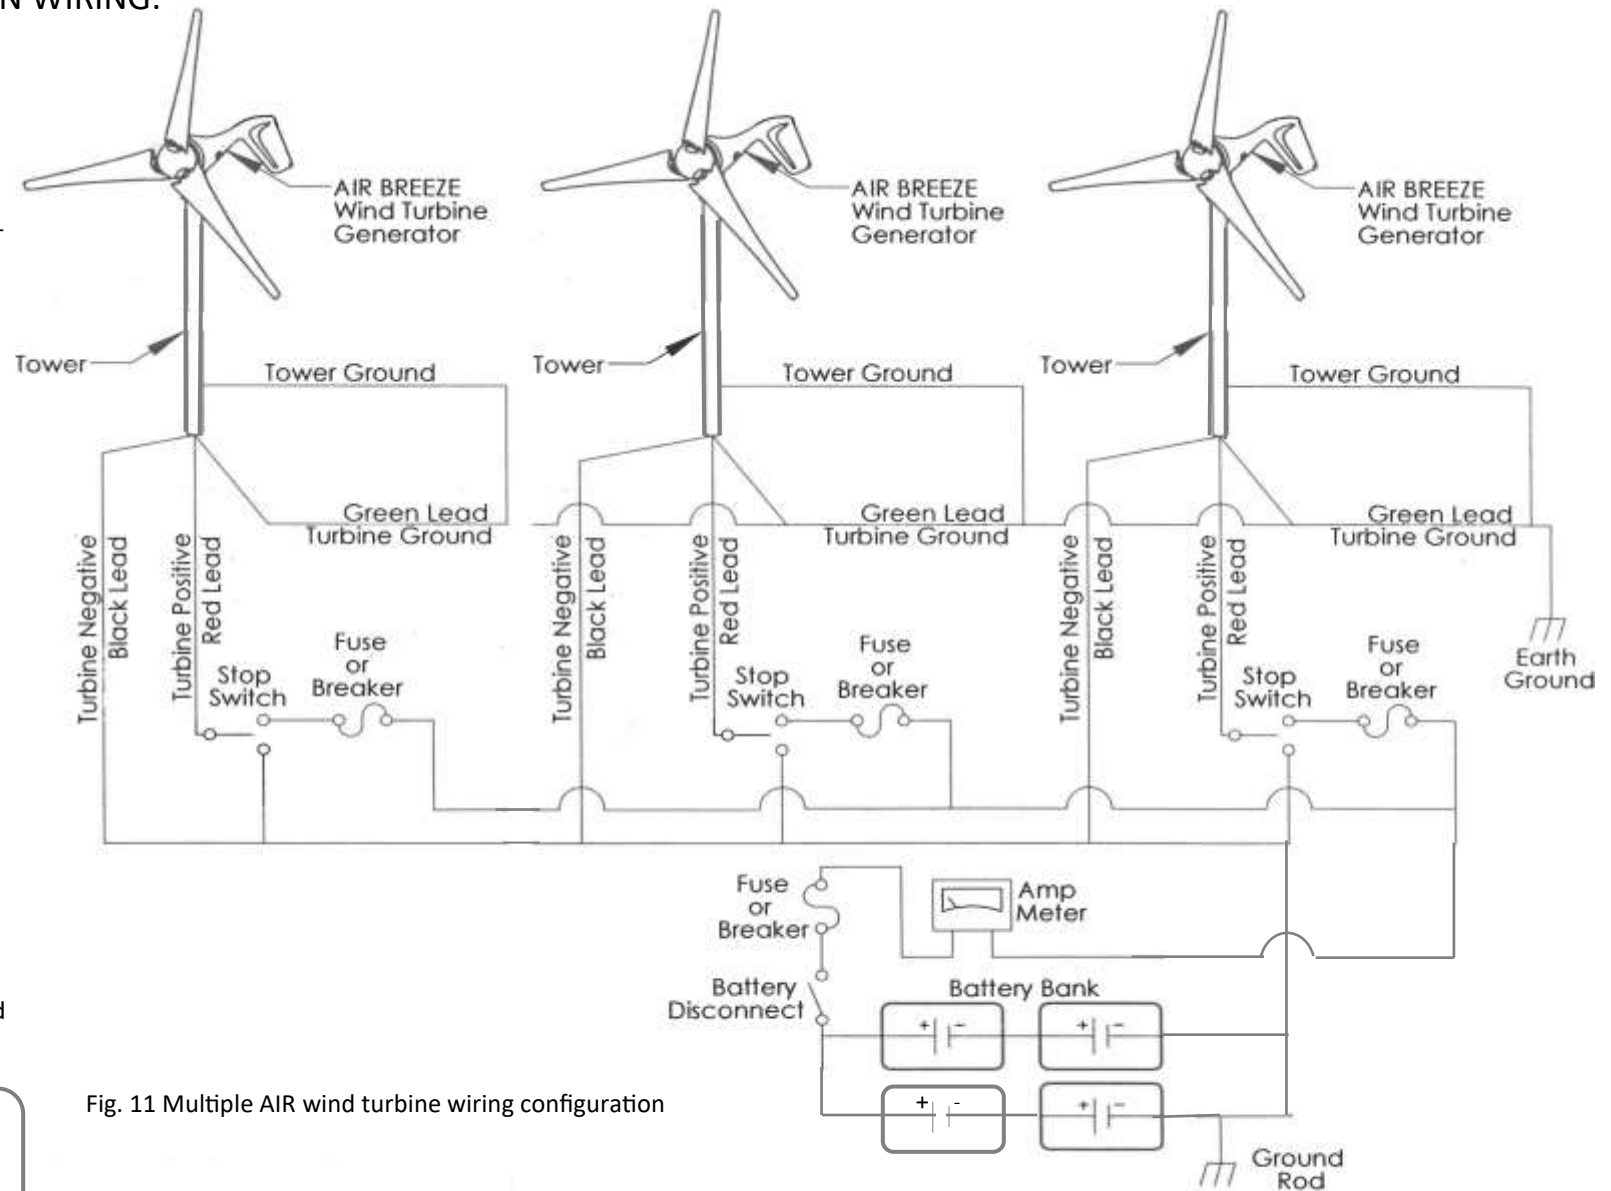 N WIRING:
AIR BREEZE
Wind Turbine
Generator
AIR BREEZE
Wind Turbine
Generator
AIR BREEZE
Wind Turbine
Generator
Tower
Tower Ground
Tower
Tower Ground
Tower
Tower Ground
Green Lead
Turbine Ground
Green Lead
Turbine Ground
Green Lead
Turbine Ground
Turbine Negative
Black Lead
Turbine Positive
Red Lead
Turbine Negative
Black Lead
Turbine Positive
Red Lead
Turbine Negative
Black Lead
Turbine Positive
Red Lead
Stop
Switch
Fuse
or
Breaker
Stop
Switch
Fuse
or
Breaker
Stop
Switch
Fuse
or
Breaker
Earth
Ground
Fuse
or
Breaker
Amp
Meter
Battery
Disconnect
Battery Bank
+ -
+ -
+ -
+ -
d
Fig. 11 Multiple AIR wind turbine wiring configuration
Ground
Rod